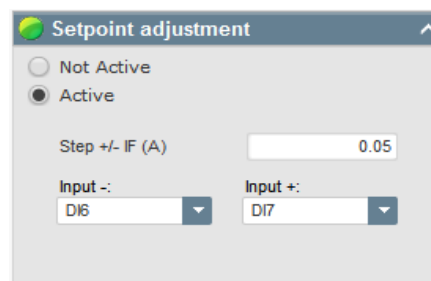 Setpoint adjustment
Not Active
Active
Step +/- IF (A) 0.05
Input -: Input +:
DI6 DI7